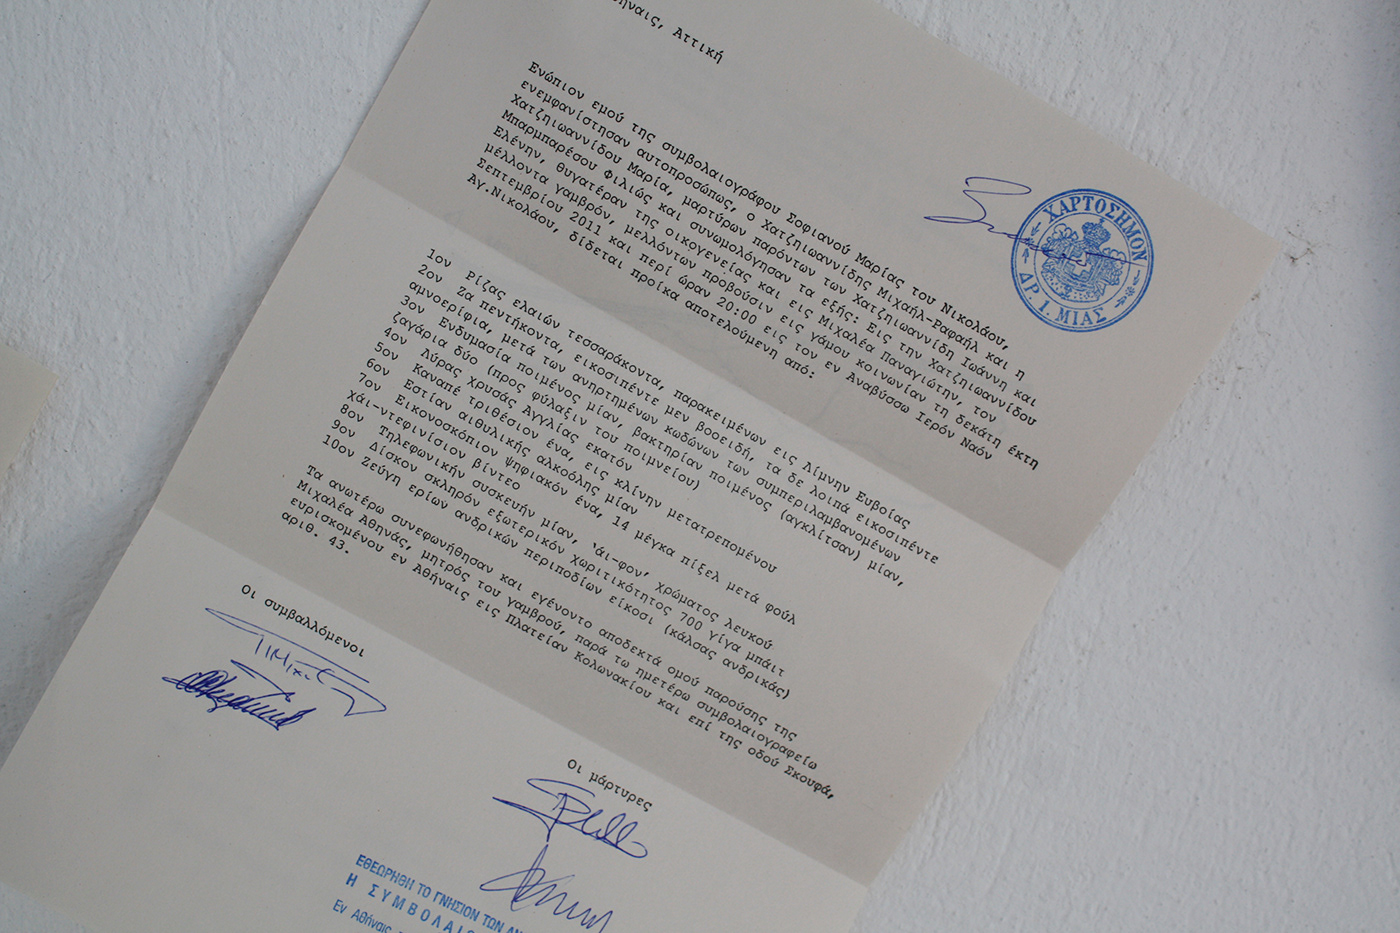 Αττική
Ενώπιον εμού της συμβολαιογράφου Σοφιανού Μαρίας του Νικολάου,
ενεμφανίστησαν αυτοπροσώπως, ο Χατζηιωαννίδης Μιχαήλ-Ραφαήλ και η
Χατζηιωαννίδου Μαρία, μαρτύρων παρόντων των Χατζηιωαννίδη Ιωάννη και
Μπαρμπαρέσου Φιλιώς και συνωμολόγησαν τα εξής: Εις την Χατζηιωαννίδου
Ελένην, θυγατέραν της οικογενείας και εις Μιχαλέα Παναγιώτην, τον
μέλλοντα γαμβρόν, μελλόντων προβούσιν εις γάμου κοινωνίαν τη δεκάτη έκτη
Σεπτεμβρίου 2011 και περί ώραν 20:00 εις τον εν Αναβύσσω Ιερόν Ναόν
Αγ.Νικολάου, δίδεται προίκα αποτελούμενη από:
1ον Ρίζας ελαιών τεσσαράκοντα, παρακειμένων εις Λίμνην Ευβοίας
2ον Ζα πεντήκοντα, εικοσιπέντε μεν βοοειδή, τα δε λοιπά εικοσιπέντε
αμνοερίφια, μετά των ανηρτημένων κωδώνων των συμπεριλαμβανομένων
3ον Ενδυμασία ποιμένος μίαν, βακτηρίαν ποιμένος (αγκλίτσαν) μίαν,
ζαγάρια δύο (προς φύλαξιν του ποιμνείου)
4ον Λύρας χρυσάς Αγγλίας εκατόν
5ον Καναπέ τριθέσιον ένα, εις κλίνην μετατρεπομένου
6ον Εστίαν αιθυλικής αλκοόλης μίαν
7ον Εικονοσκόπιον ψηφιακόν ένα, 14 μέγκα πίξελ μετά φούλ
χάι-ντεφινίσιον βίντεο
8ον Τηλεφωνικήν συσκευήν μίαν, 'άι-φον' χρώματος λευκού
9ον Δίσκον σκληρόν εξωτερικόν χωριτικότητος 700 γίγα μπάιτ
10ον Ζεύγη ερίων ανδρικών περιποδίων είκοσι (κάλσας ανδρικάς)
Τα ανωτέρω συνεφωνήθησαν και εγένοντο αποδεκτά ομού παρούσης της
Μιχαλέα Αθηνάς, μητρός του γαμβρού, παρά τω ημετέρω συμβολαιογραφείω
ευρισκομένου εν Αθήναις εις Πλατείαν Κολωνακίου και επί της οδού Σκουφά,
αριθ. 43.
Οι συμβαλλόμενοι
Οι μάρτυρες
ΧΑΡΤΟΣΗΜΟΝ
ΔΡ. 1. ΜΙΑΣ
ΕΘΕΩΡΗΘΗ ΤΟ ΓΝΗΣΙΟΝ ΤΩΝ
Η ΣΥΜΒΟΛΑΙΟ
Εν Αθήναις